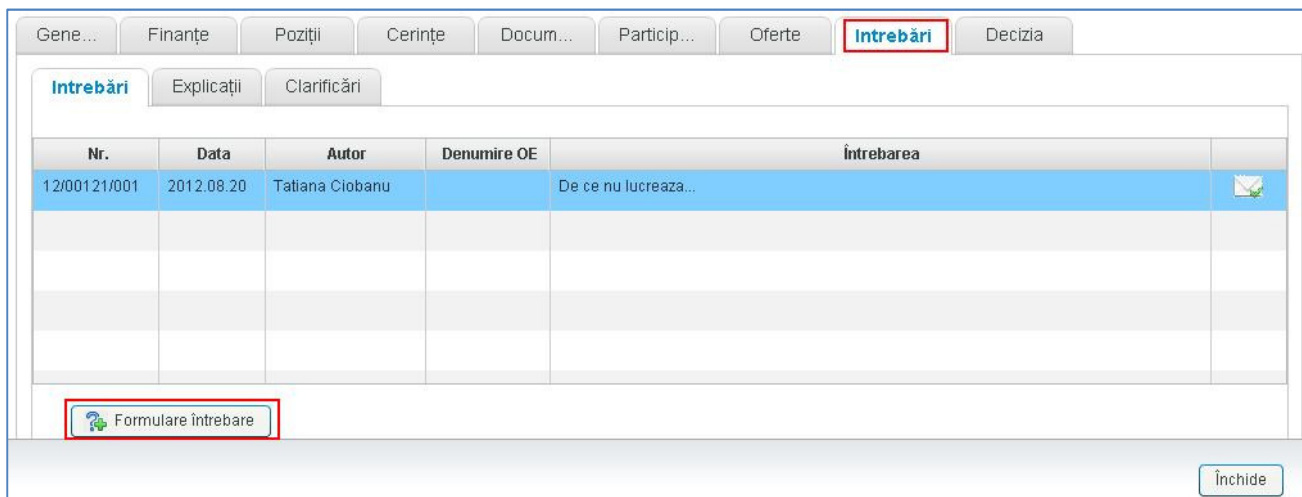 Gene... Finanțe Poziții Cerințe Docum... Particip... Oferte Intrebări Decizia
Intrebări Explicații Clarificări
Nr. Data Autor Denumire OE Întrebarea
12/00121/001 2012.08.20 Tatiana Ciobanu De ce nu lucreaza...
Formulare întrebare
Închide